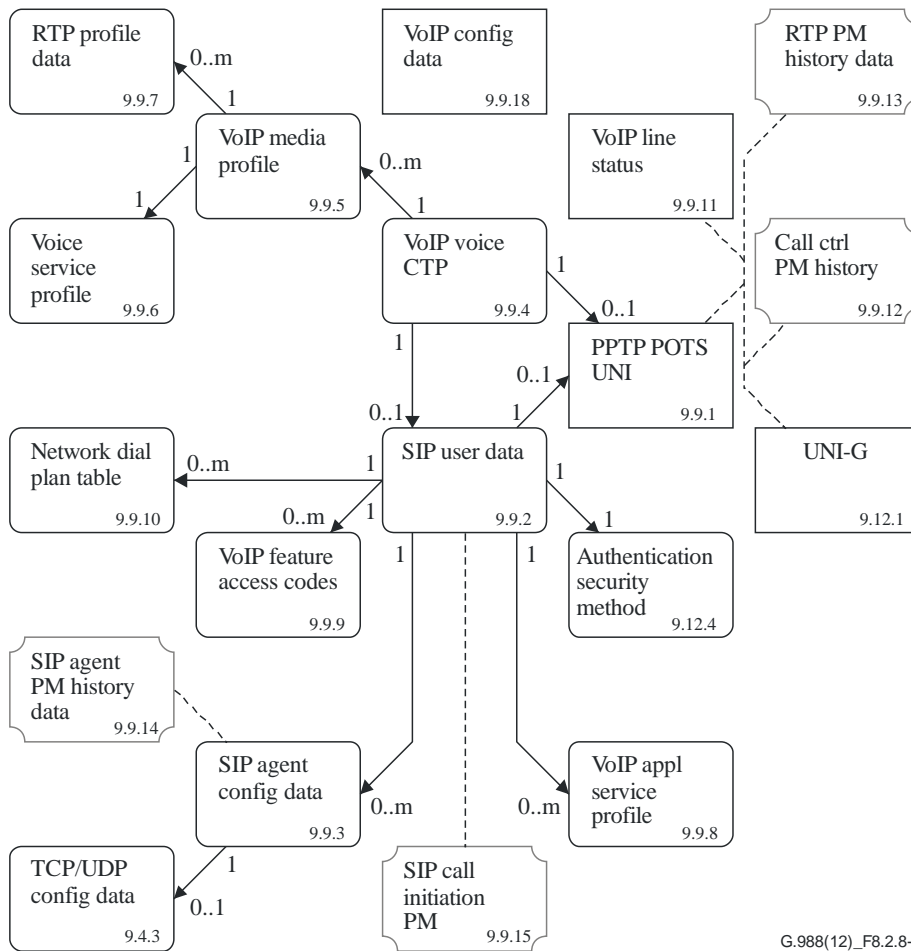 RTP profile
data
9.9.7
VoIP config
data
9.9.18
RTP PM
history data
9.9.13
0..m
1
VoIP media
profile
9.9.5
VoIP line
status
9.9.11
1
0..m
1
1
Voice
service
profile
9.9.6
VoIP voice
CTP
9.9.4
Call ctrl
PM history
9.9.12
1
0..1
1
PPTP POTS
UNI
9.9.1
0..1
1
0..1
Network dial
plan table
9.9.10
0..m
1
SIP user data
9.9.2
UNI-G
9.12.1
0..m
1
1
1
1
VoIP feature
access codes
9.9.9
Authentication
security
method
9.12.4
SIP agent
PM history
data
9.9.14
SIP agent
config data
9.9.3
0..m
0..m
VoIP appl
service
profile
9.9.8
1
0..1
TCP/UDP
config data
9.4.3
SIP call
initiation
PM
9.9.15
G.988(12)_F8.2.8-